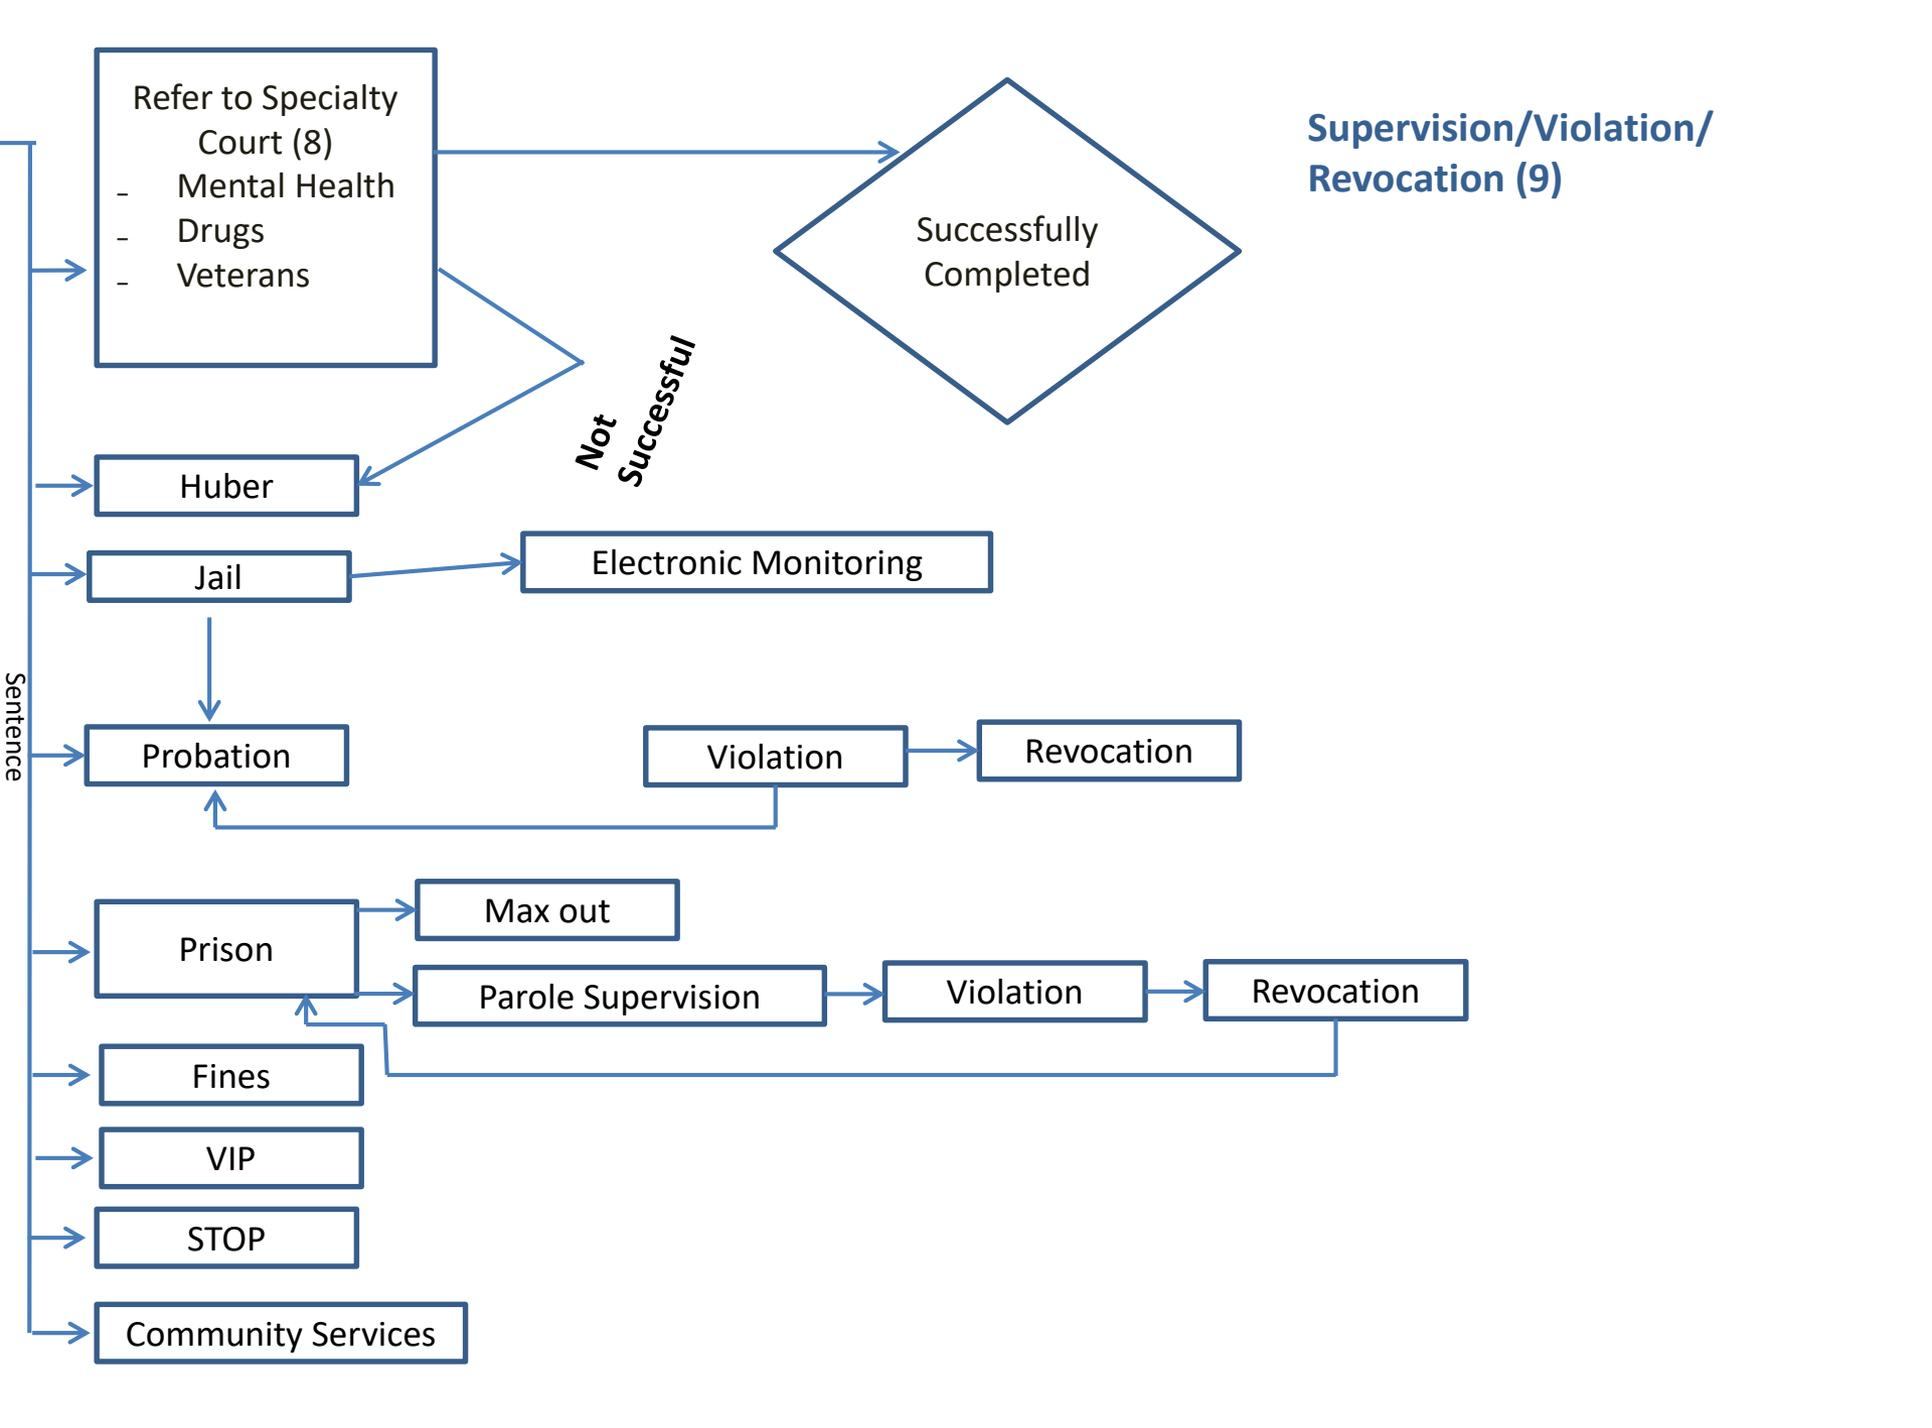 Refer to Specialty
Court (8)
- Mental Health
- Drugs
- Veterans
Successfully
Completed
Supervision/Violation/
Revocation (9)
Not
Successful
Huber
Jail
Electronic Monitoring
Sentence
Probation
Violation
Revocation
Max out
Prison
Parole Supervision
Violation
Revocation
Fines
VIP
STOP
Community Services